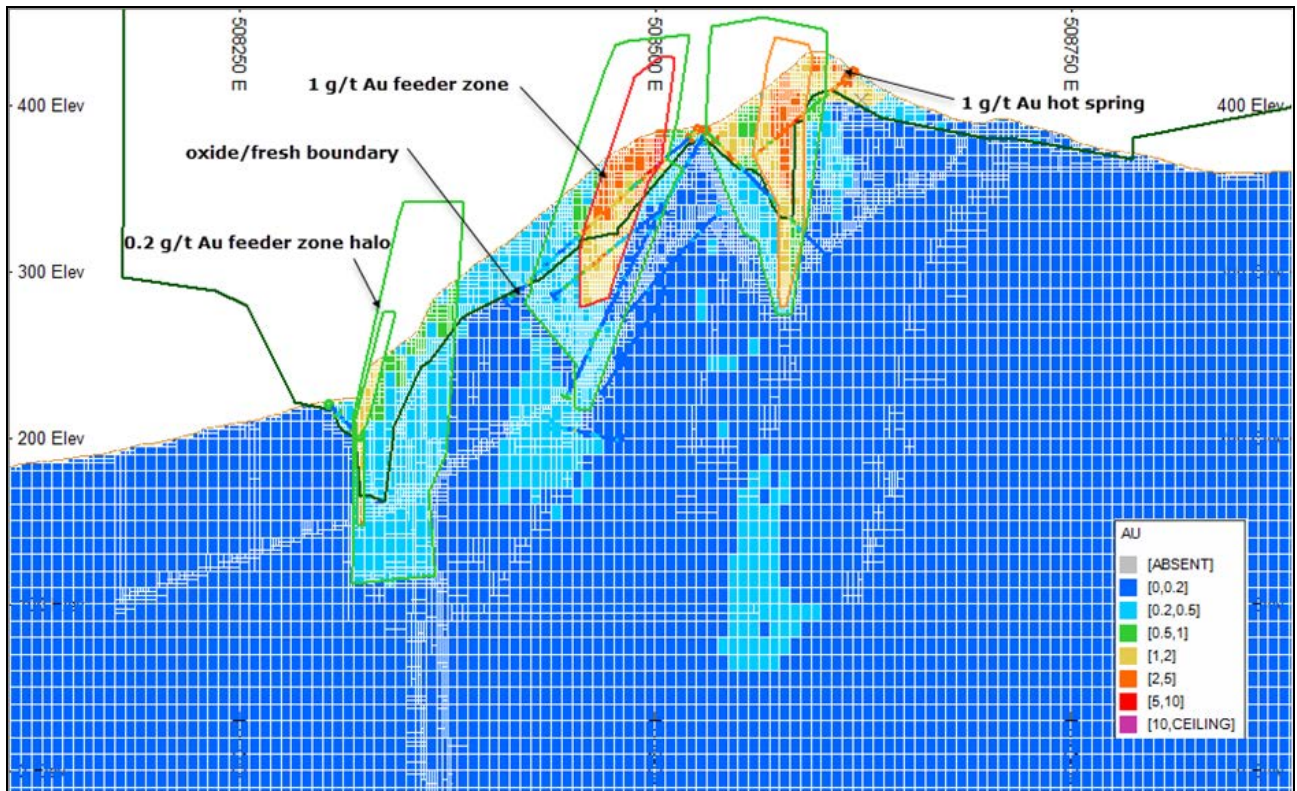 508250 E
508500 E
508750 E
1 g/t Au feeder zone
1 g/t Au hot spring
400 Elev
400 Elev
oxide/fresh boundary
0.2 g/t Au feeder zone halo
300 Elev
200 Elev
AU
[ABSENT]
[0,0.2]
[0.2,0.5]
[0.5,1]
[1,2]
[2,5]
[5,10]
[10,CEILING]